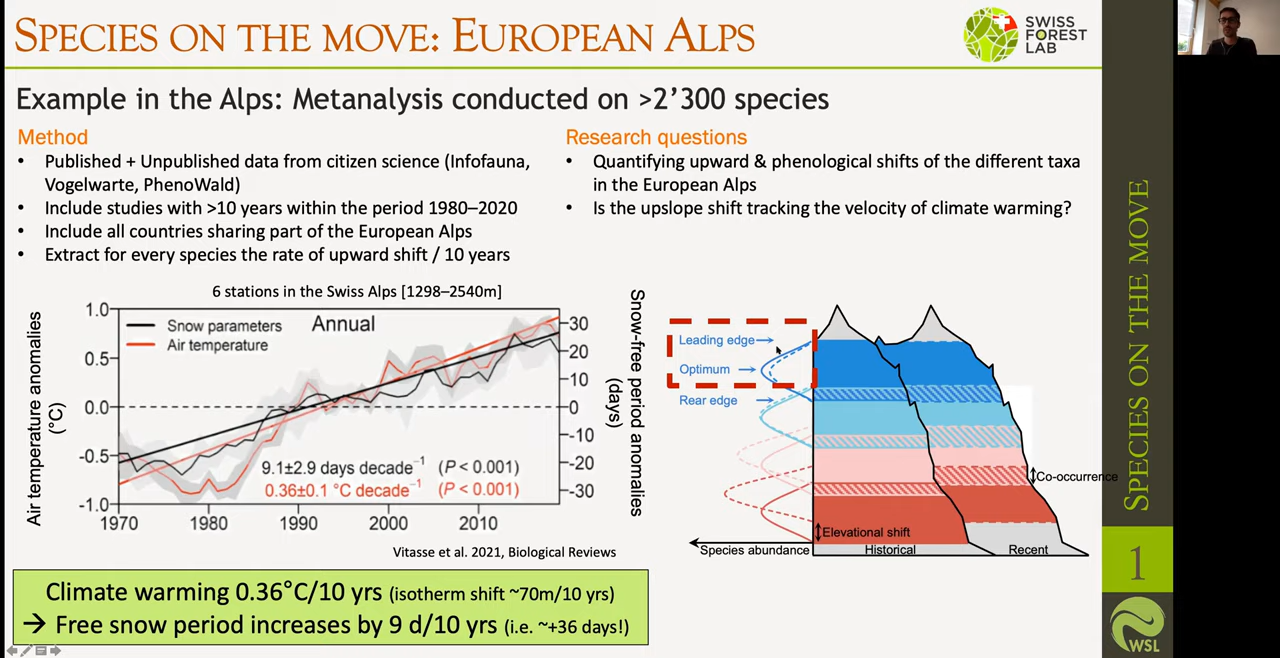 SPECIES ON THE MOVE: EUROPEAN ALPS
SWISS
FOREST
LAB
Example in the Alps: Metanalysis conducted on >2’300 species
Method
• Published + Unpublished data from citizen science (Infofauna,
Vogelwarte, PhenoWald)
• Include studies with >10 years within the period 1980–2020
• Include all countries sharing part of the European Alps
• Extract for every species the rate of upward shift / 10 years
Research questions
• Quantifying upward & phenological shifts of the different taxa
in the European Alps
• Is the upslope shift tracking the velocity of climate warming?
6 stations in the Swiss Alps [1298–2540m]
Air temperature anomalies
(°C)
1.0
0.5
0.0
-0.5
-1.0
Snow parameters
Air temperature
Annual
9.1±2.9 days decade⁻¹ (P < 0.001)
0.36±0.1 °C decade⁻¹ (P < 0.001)
30
20
10
0
-10
-20
-30
Snow-free period anomalies
(days)
1970 1980 1990 2000 2010
Vitasse et al. 2021, Biological Reviews
Leading edge
Optimum
Rear edge
Co-occurrence
Elevational shift
Species abundance
Historical
Recent
Climate warming 0.36°C/10 yrs (isotherm shift ~70m/10 yrs)
→ Free snow period increases by 9 d/10 yrs (i.e. ~+36 days!)
SPECIES ON THE MOVE
1
WSL